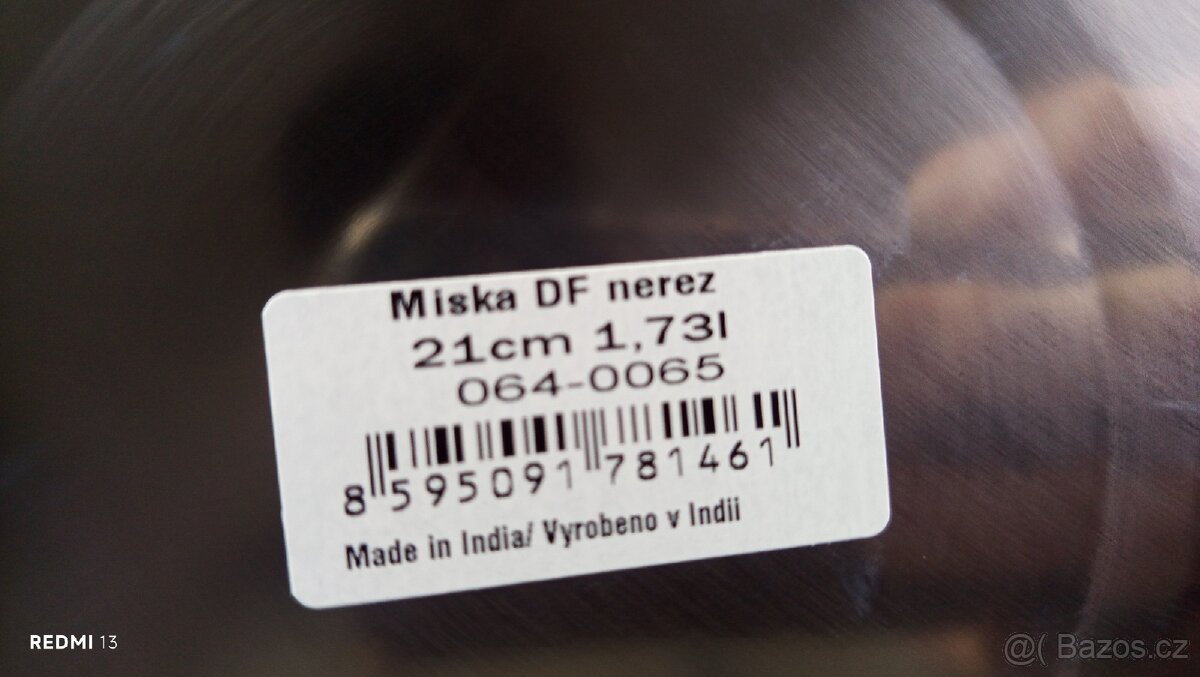 Miska DF nerez
21cm 1,73l
064-0065
8 595091 781461
Made in India/ Vyrobeno v Indii
REDMI 13
@( Bazos.cz